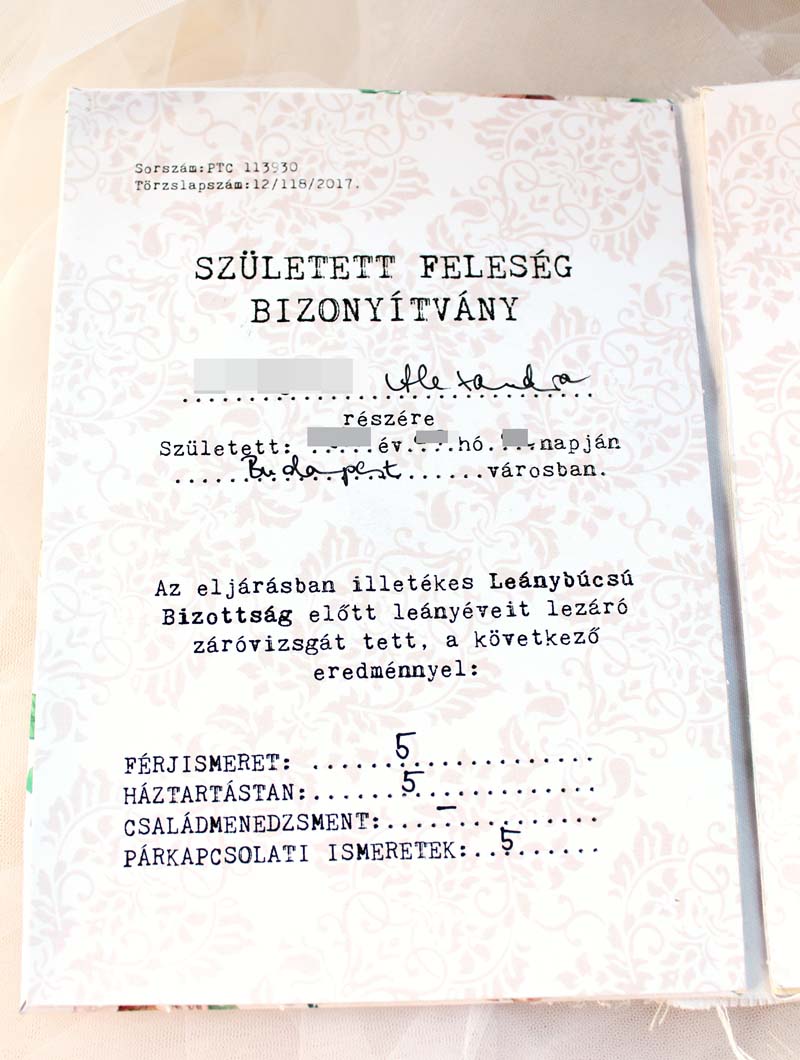 Sorszám:PTC 113930
Törzslapszám:12/118/2017.
SZÜLETETT FELESÉG
BIZONYÍTVÁNY
Alexandra
részére
Született: ......év....hó....napján
Budapest városban.
Az eljárásban illetékes Leánybúcsú
Bizottság előtt leányéveit lezáró
záróvizsgát tett, a következő
eredménnyel:
FÉRJISMERET: 5
HÁZTARTÁSTAN: 5
CSALÁDMENEDZSMENT: –
PÁRKAPCSOLATI ISMERETEK: 5